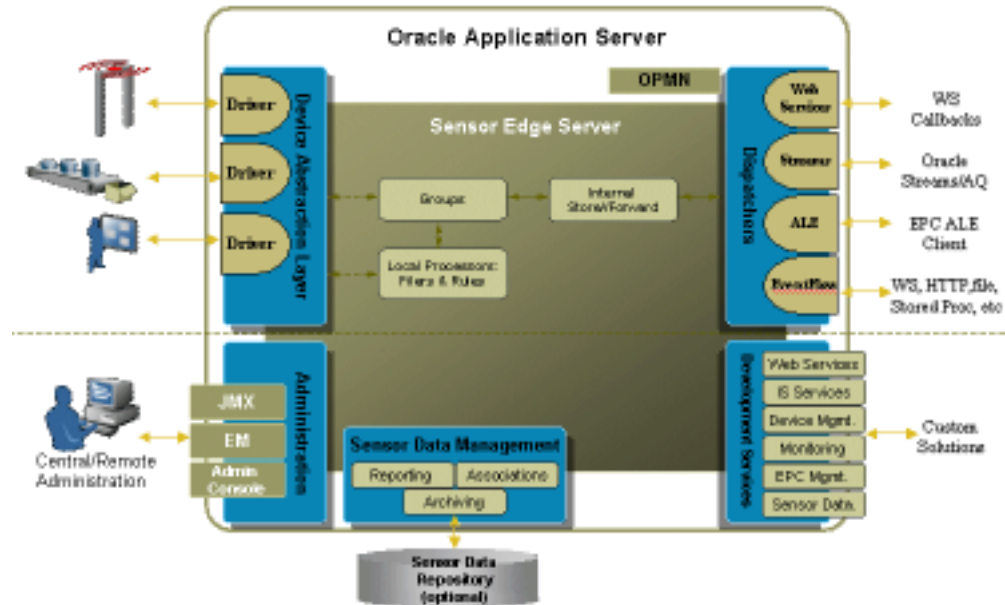 Oracle Application Server
OPMN
Sensor Edge Server
Driver
Driver
Driver
Device Abstraction Layer
Groups
Internal
Store/Forward
Local Processors:
Filers & Rules
Dispatchers
Web
Services
Streams
ALE
EventFlow
WS
Callbacks
Oracle
Streams/AQ
EPC ALE
Client
WS, HTTP,file,
Stored Proc, etc
Administration
JMX
EM
Admin
Console
Central/Remote
Administration
Sensor Data Management
Reporting
Associations
Archiving
Sensor Data
Repository
(optional)
Development Services
Web Services
IS Services
Device Mgmt.
Monitoring
EPC Mgmt.
Sensor Data.
Custom
Solutions